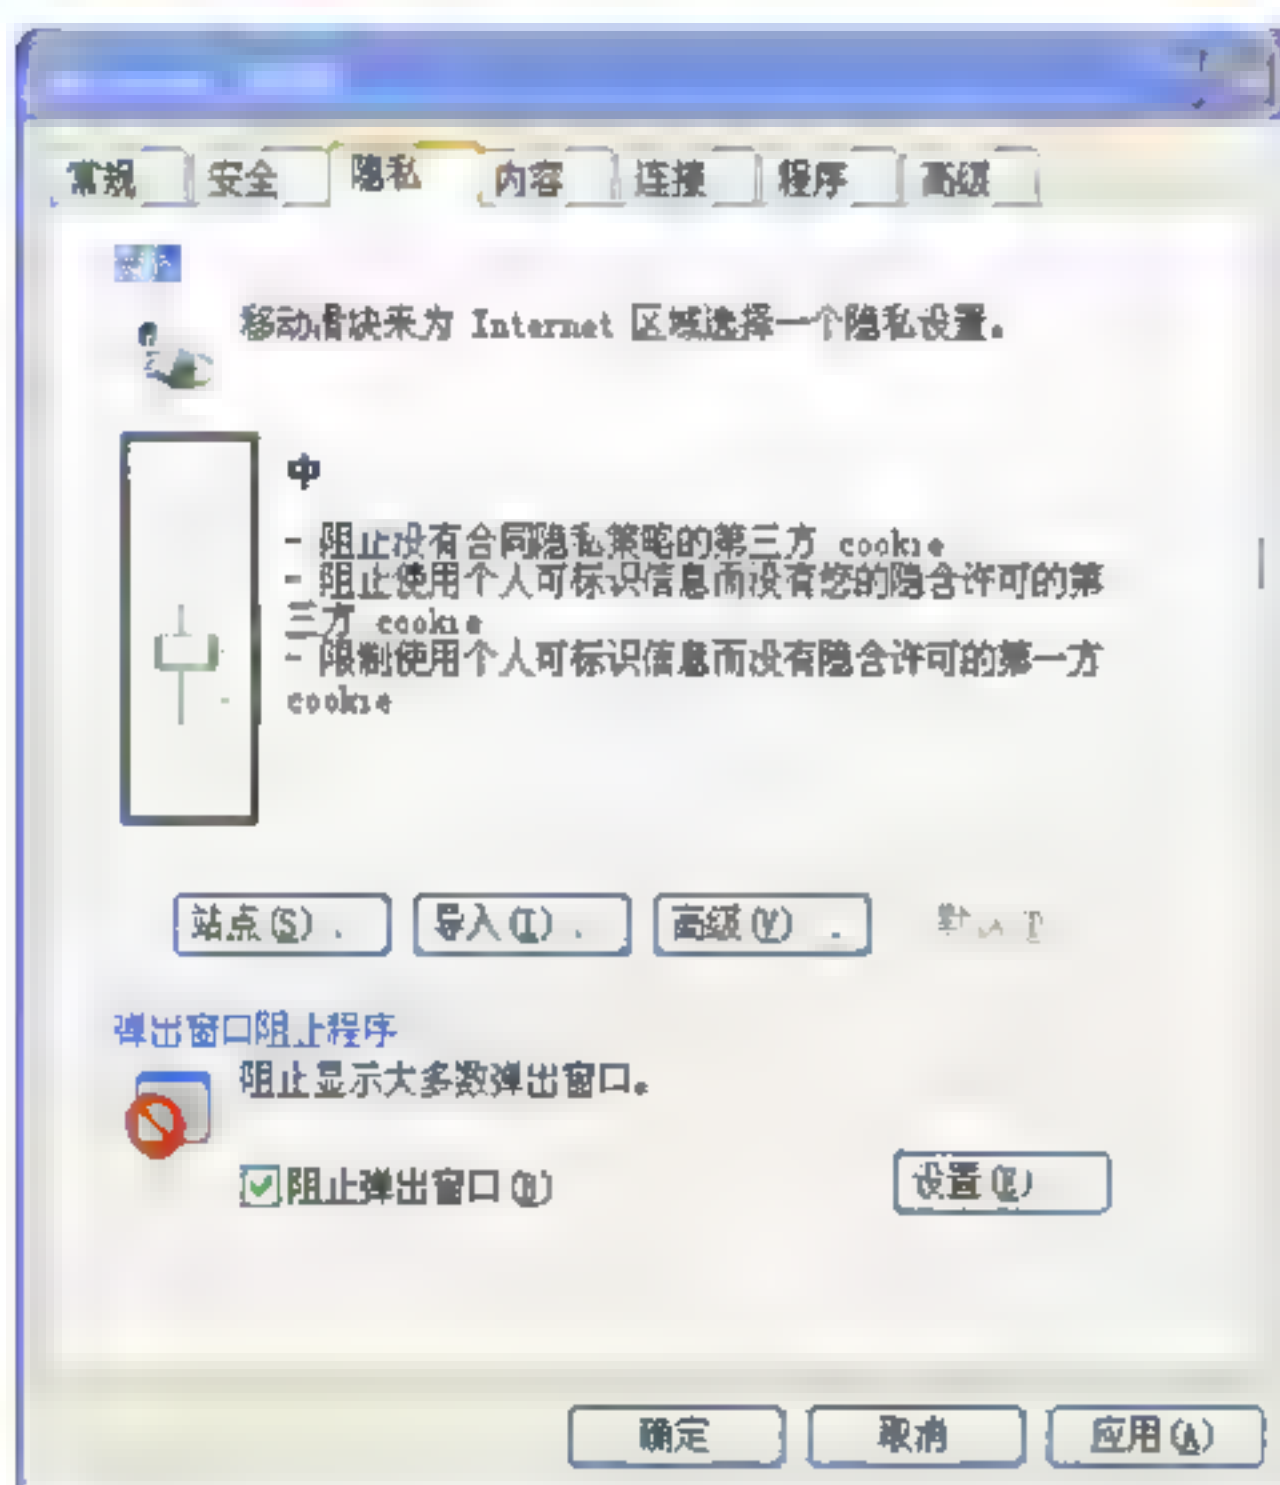 常规 安全 隐私 内容 连接 程序 高级
移动滑块来为 Internet 区域选择一个隐私设置。
中
- 阻止没有合同隐私策略的第三方 cookie
- 阻止使用个人可标识信息而没有您的隐含许可的第
三方 cookie
- 限制使用个人可标识信息而没有隐含许可的第一方
cookie
站点(S). 导入(I). 高级(V).
弹出窗口阻止程序
阻止显示大多数弹出窗口。
阻止弹出窗口(B) 设置(E)
确定 取消 应用(A)